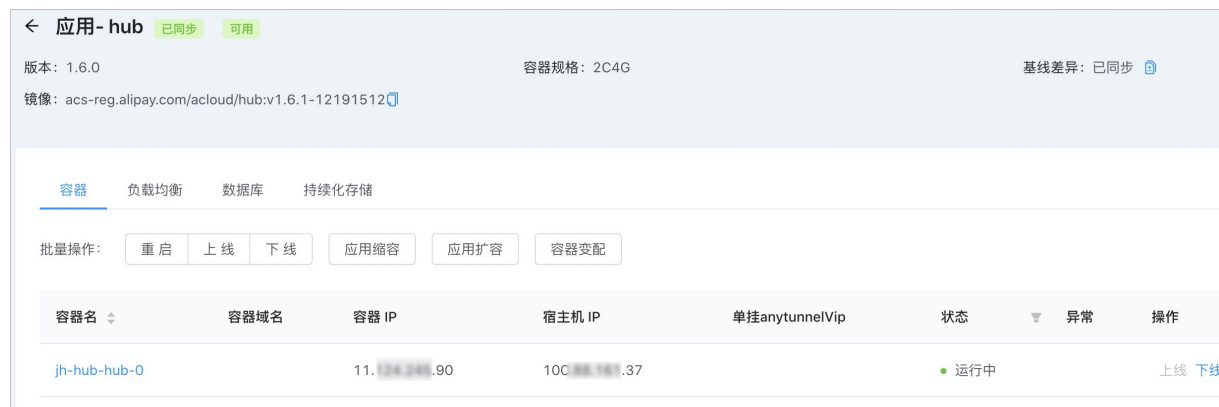 ← 应用- hub 已同步 可用
版本：1.6.0 容器规格：2C4G 基线差异：已同步
镜像：acs-reg.alipay.com/acloud/hub:v1.6.1-12191512
容器 负载均衡 数据库 持续化存储
批量操作： 重启 上线 下线 应用缩容 应用扩容 容器变配
容器名 容器域名 容器 IP 宿主机 IP 单挂anytunnelVip 状态 异常 操作
jh-hub-hub-0 11. .90 100 .37 运行中 上线 下线